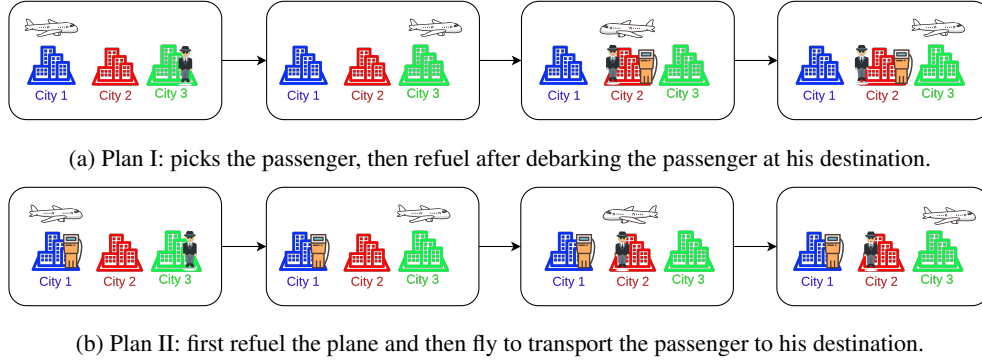 City 1 City 2 City 3 City 1 City 2 City 3 City 1 City 2 City 3 City 1 City 2 City 3
(a) Plan I: picks the passenger, then refuel after debarking the passenger at his destination.
City 1 City 2 City 3 City 1 City 2 City 3 City 1 City 2 City 3 City 1 City 2 City 3
(b) Plan II: first refuel the plane and then fly to transport the passenger to his destination.